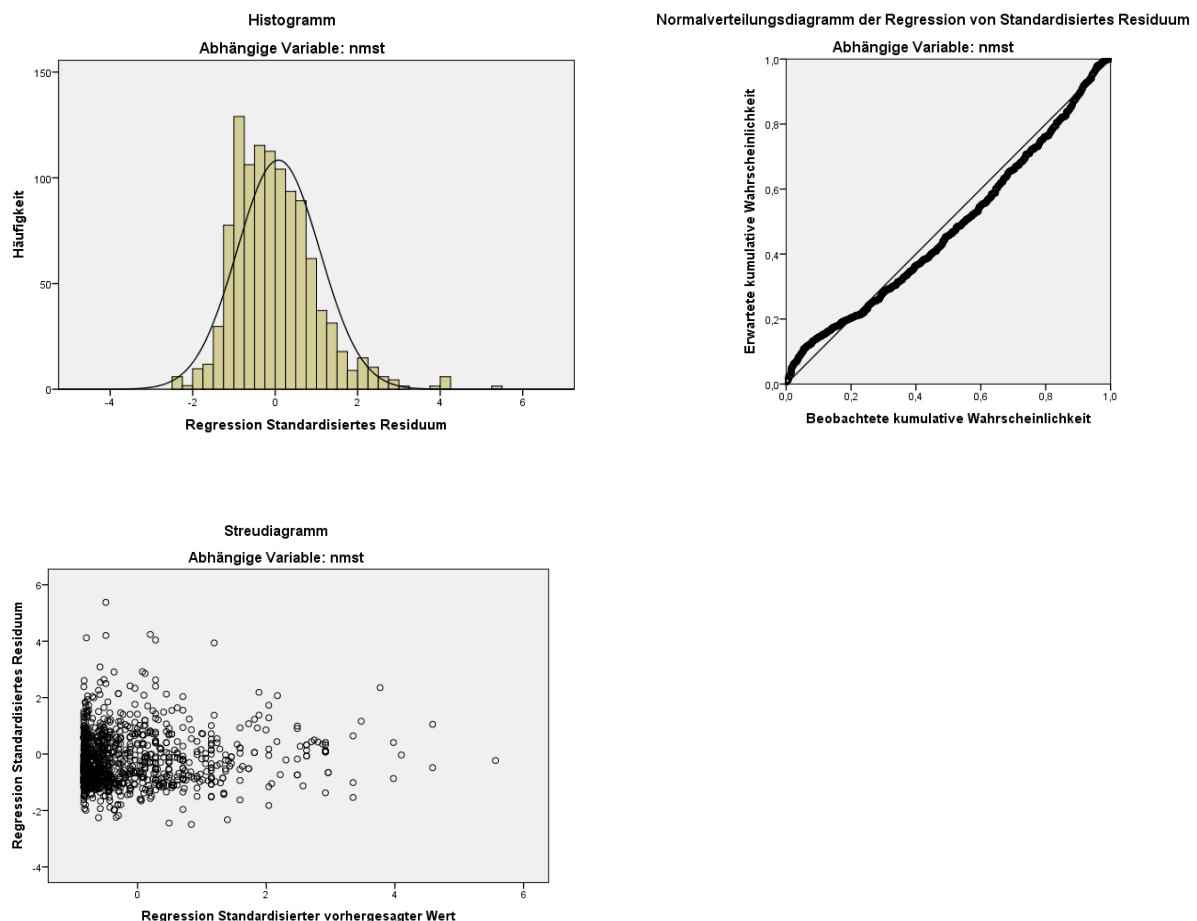 Histogramm
Abhängige Variable: nmst
150
100
50
0
Häufigkeit
-4
-2
0
2
4
6
Regression Standardisiertes Residuum
Normalverteilungsdiagramm der Regression von Standardisiertes Residuum
Abhängige Variable: nmst
1,0
0,8
0,6
0,4
0,2
0,0
Erwartete kumulative Wahrscheinlichkeit
0,0
0,2
0,4
0,6
0,8
1,0
Beobachtete kumulative Wahrscheinlichkeit
Streudiagramm
Abhängige Variable: nmst
6
4
2
0
-2
-4
Regression Standardisiertes Residuum
0
2
4
6
Regression Standardisierter vorhergesagter Wert